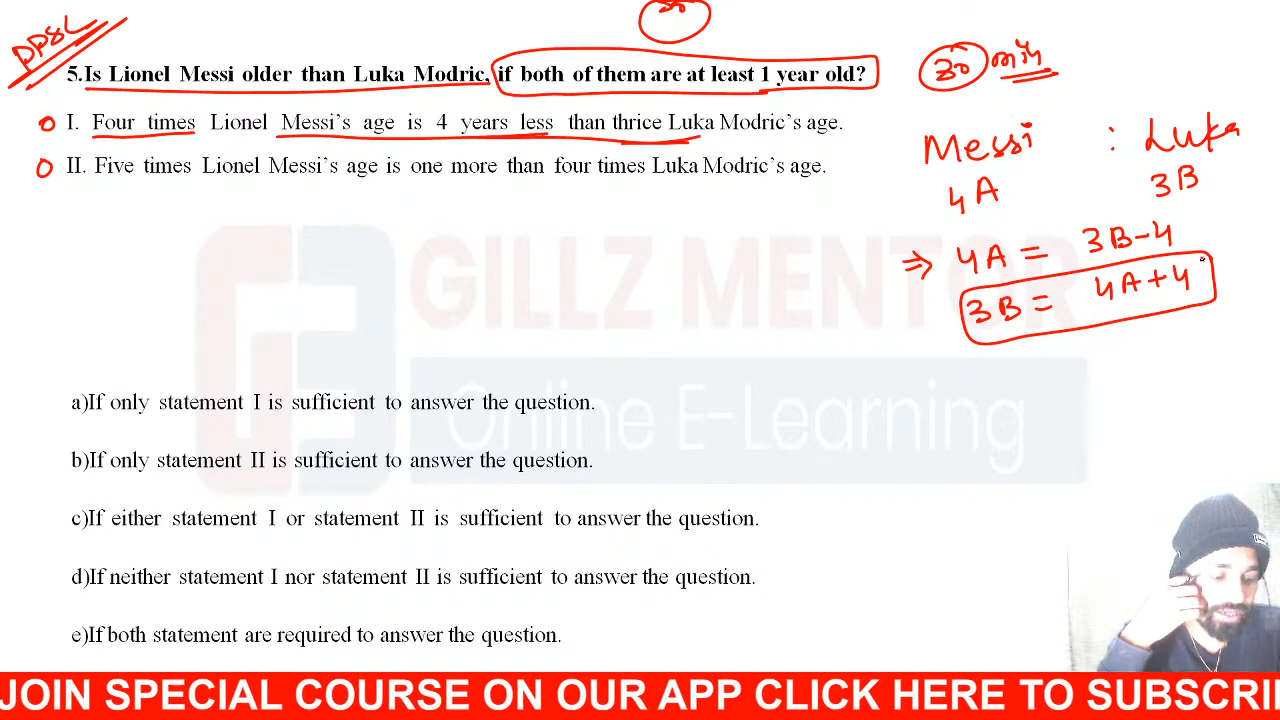 DPSL
5.Is Lionel Messi older than Luka Modric, if both of them are at least 1 year old?
I. Four times Lionel Messi's age is 4 years less than thrice Luka Modric's age.
II. Five times Lionel Messi's age is one more than four times Luka Modric's age.
Messi : Luka
4A 3B
⇒ 4A = 3B-4
3B = 4A+4
GILLZ MENTOR
Online E-Learning
a)If only statement I is sufficient to answer the question.
b)If only statement II is sufficient to answer the question.
c)If either statement I or statement II is sufficient to answer the question.
d)If neither statement I nor statement II is sufficient to answer the question.
e)If both statement are required to answer the question.
JOIN SPECIAL COURSE ON OUR APP CLICK HERE TO SUBSCRI